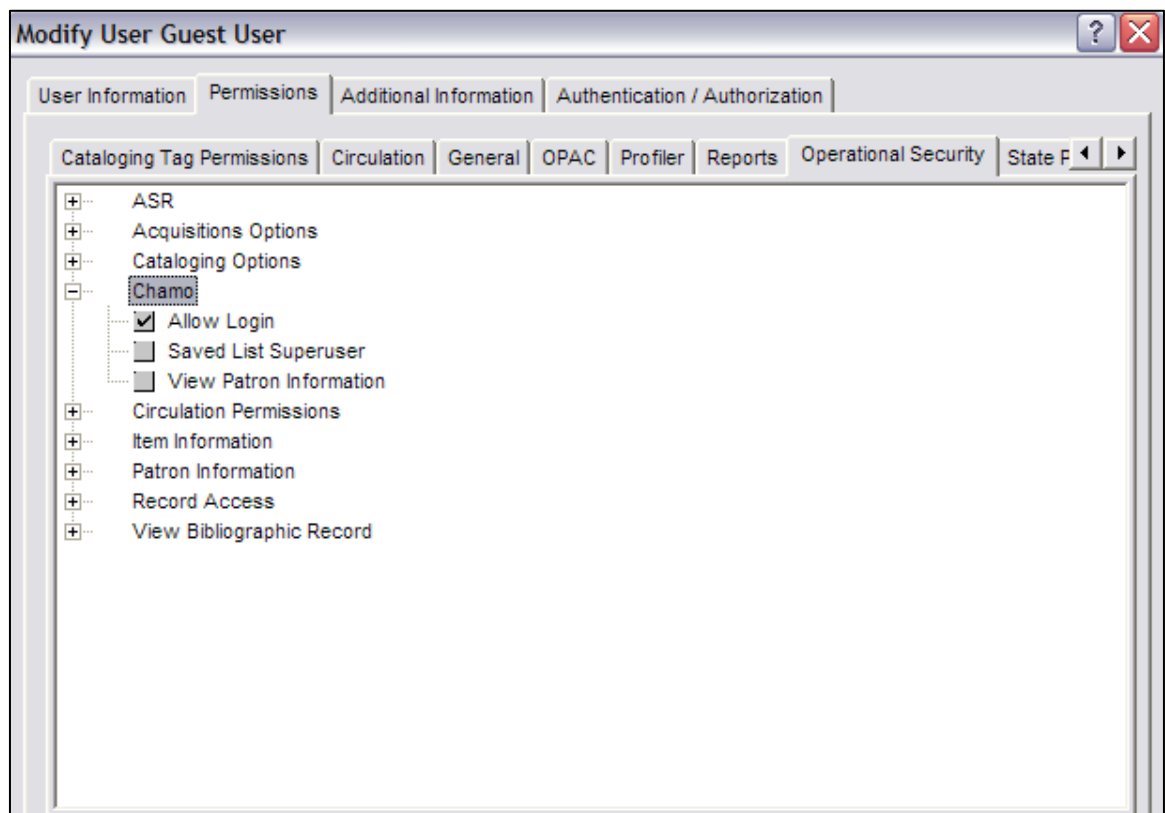 Modify User Guest User
User Information Permissions Additional Information Authentication / Authorization
Cataloging Tag Permissions Circulation General OPAC Profiler Reports Operational Security State P
ASR
Acquisitions Options
Cataloging Options
Chamo
Allow Login
Saved List Superuser
View Patron Information
Circulation Permissions
Item Information
Patron Information
Record Access
View Bibliographic Record